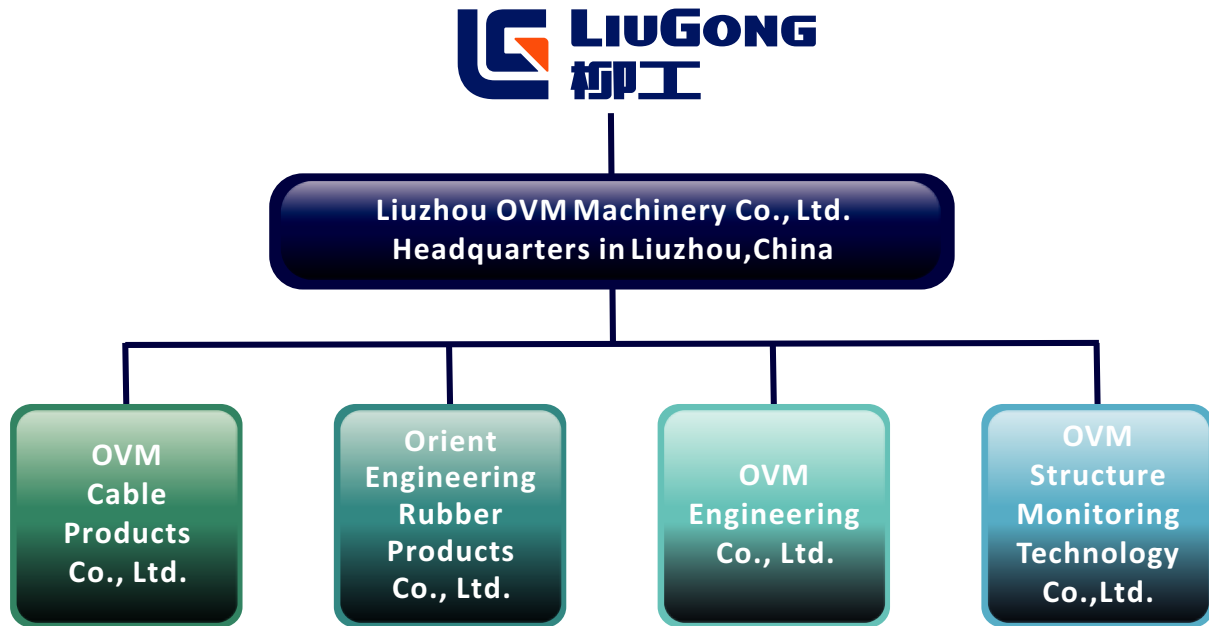 LIUGONG
柳工
Liuzhou OVM Machinery Co., Ltd.
Headquarters in Liuzhou,China
OVM
Cable
Products
Co., Ltd.
Orient
Engineering
Rubber
Products
Co., Ltd.
OVM
Engineering
Co., Ltd.
OVM
Structure
Monitoring
Technology
Co.,Ltd.